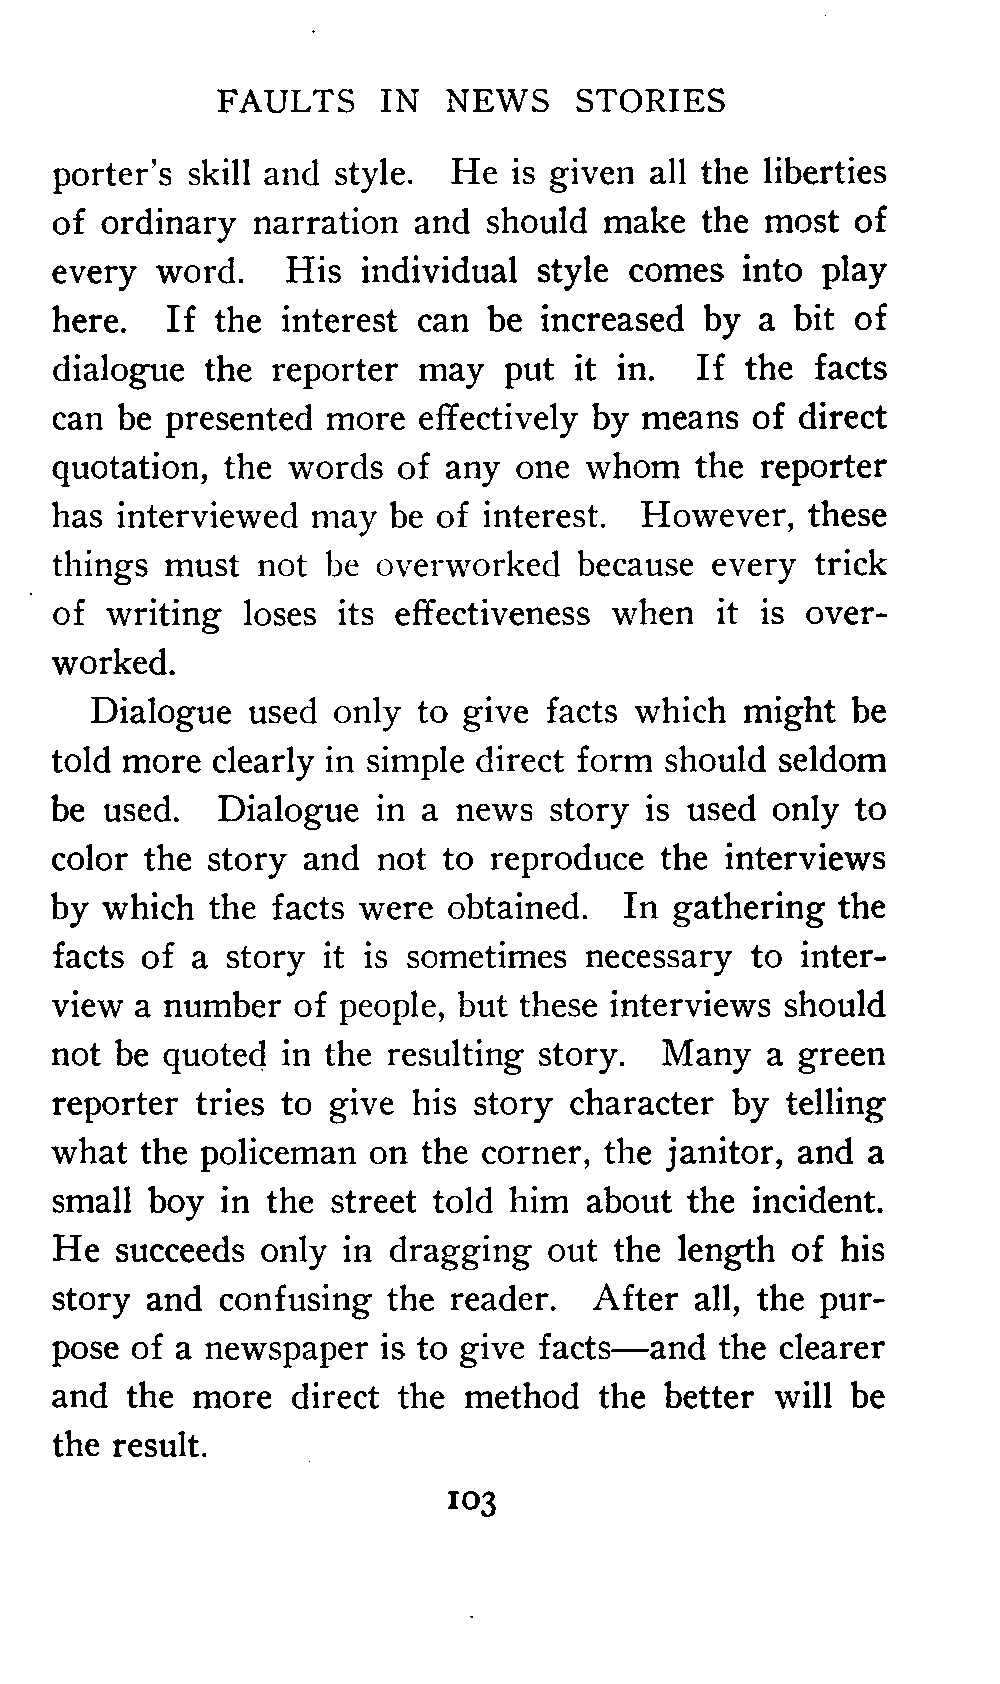 FAULTS IN NEWS STORIES
porter's skill and style. He is given all the liberties
of ordinary narration and should make the most of
every word. His individual style comes into play
here. If the interest can be increased by a bit of
dialogue the reporter may put it in. If the facts
can be presented more effectively by means of direct
quotation, the words of any one whom the reporter
has interviewed may be of interest. However, these
things must not be overworked because every trick
of writing loses its effectiveness when it is over-
worked.
Dialogue used only to give facts which might be
told more clearly in simple direct form should seldom
be used. Dialogue in a news story is used only to
color the story and not to reproduce the interviews
by which the facts were obtained. In gathering the
facts of a story it is sometimes necessary to inter-
view a number of people, but these interviews should
not be quoted in the resulting story. Many a green
reporter tries to give his story character by telling
what the policeman on the corner, the janitor, and a
small boy in the street told him about the incident.
He succeeds only in dragging out the length of his
story and confusing the reader. After all, the pur-
pose of a newspaper is to give facts—and the clearer
and the more direct the method the better will be
the result.
103